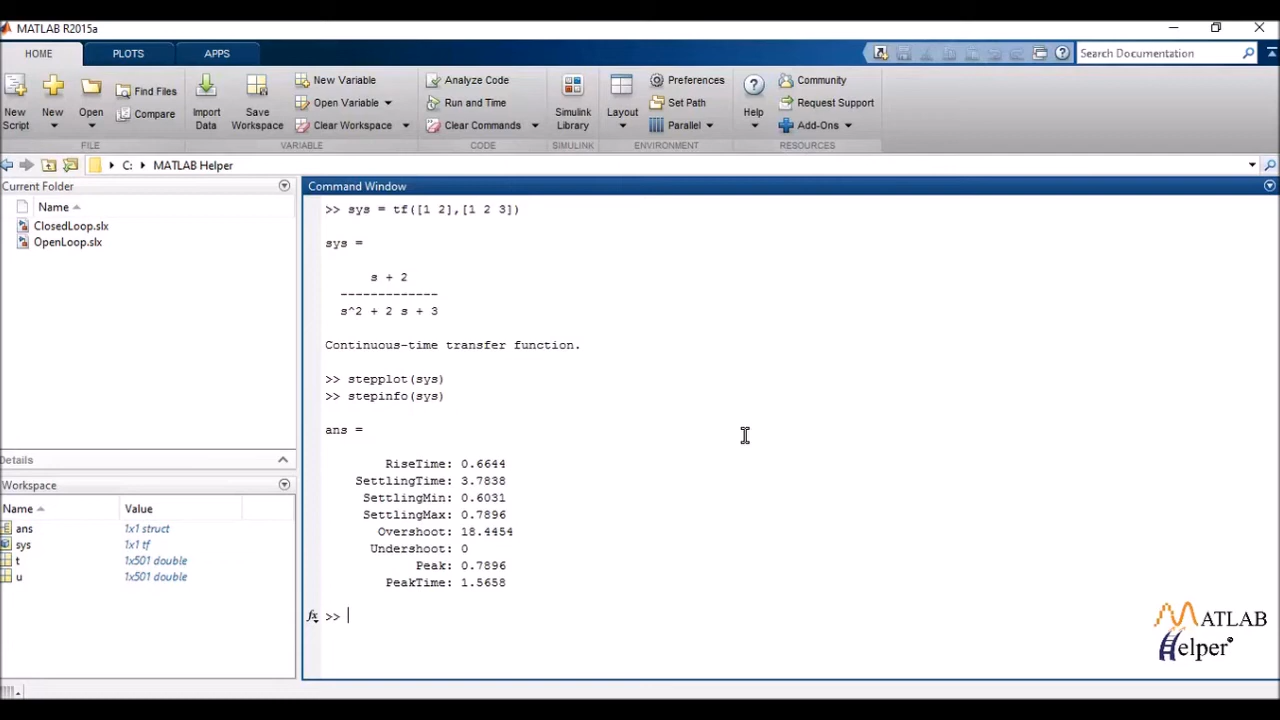 MATLAB R2015a
HOME PLOTS APPS Search Documentation
New Script New Open Find Files Compare Import Data Save Workspace New Variable Open Variable Clear Workspace Analyze Code Run and Time Clear Commands Simulink Library Layout Preferences Set Path Parallel Help Community Request Support Add-Ons
FILE VARIABLE CODE SIMULINK ENVIRONMENT RESOURCES
C: MATLAB Helper
Current Folder
Name
ClosedLoop.slx
OpenLoop.slx
Details
Workspace
Name Value
ans 1x1 struct
sys 1x1 tf
t 1x501 double
u 1x501 double
Command Window
>> sys = tf([1 2],[1 2 3])
sys =
s + 2
-------------
s^2 + 2 s + 3
Continuous-time transfer function.
>> stepplot(sys)
>> stepinfo(sys)
ans =
RiseTime: 0.6644
SettlingTime: 3.7838
SettlingMin: 0.6031
SettlingMax: 0.7896
Overshoot: 18.4454
Undershoot: 0
Peak: 0.7896
PeakTime: 1.5658
fx >>
MATLAB
Helper